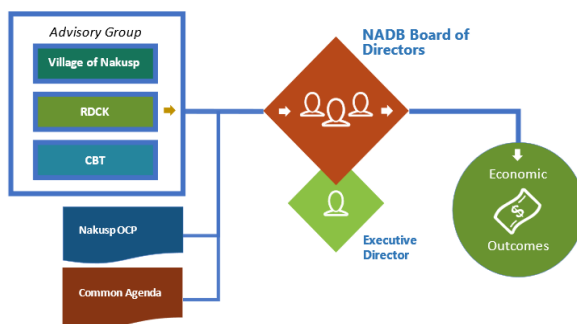 Advisory Group
Village of Nakusp
RDCK
CBT
Nakusp OCP
Common Agenda
NADB Board of
Directors
Executive
Director
Economic
$
Outcomes